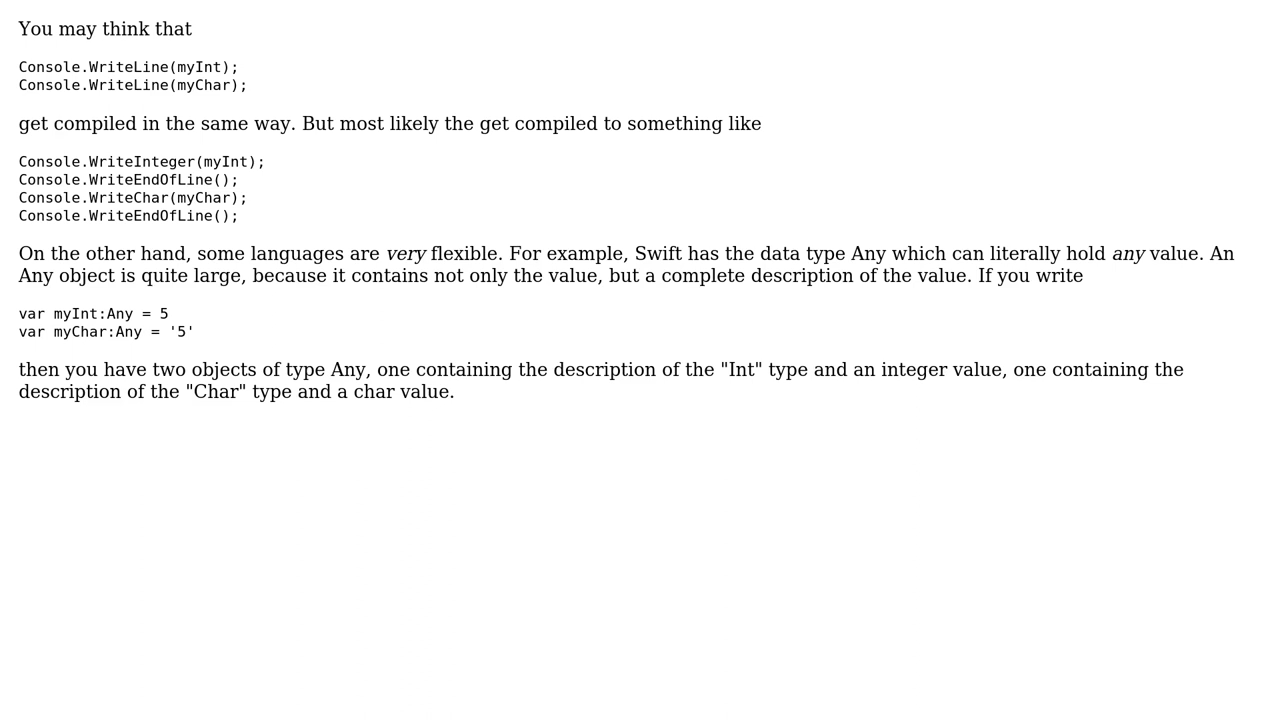 You may think that
Console.WriteLine(myInt);
Console.WriteLine(myChar);
get compiled in the same way. But most likely the get compiled to something like
Console.WriteInteger(myInt);
Console.WriteEndOfLine();
Console.WriteChar(myChar);
Console.WriteEndOfLine();
On the other hand, some languages are very flexible. For example, Swift has the data type Any which can literally hold any value. An
Any object is quite large, because it contains not only the value, but a complete description of the value. If you write
var myInt:Any = 5
var myChar:Any = '5'
then you have two objects of type Any, one containing the description of the "Int" type and an integer value, one containing the
description of the "Char" type and a char value.